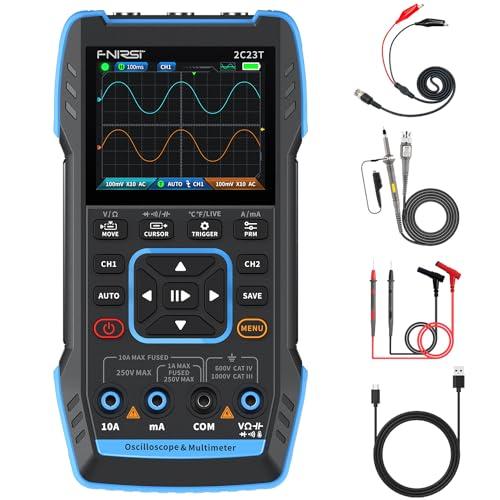 FNIRSI 2C23T
H 100ms CH1
100mV X10 AC T AUTO CH1 100mV X10 AC
V/Ω °C°F/LIVE A/mA
MOVE CURSOR TRIGGER PRM
CH1 CH2
AUTO SAVE
MENU
10A MAX FUSED
250V MAX 1A MAX FUSED 250V MAX 600V CAT IV 1000V CAT III
10A mA COM VΩ
Oscilloscope & Multimeter